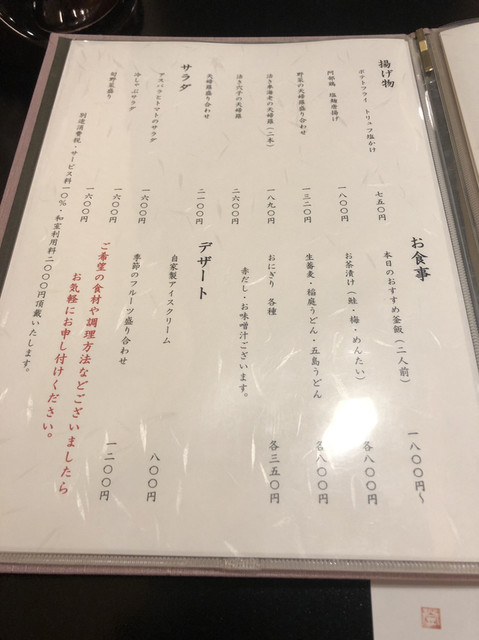 揚げ物
ポテトフライ トリュフ塩かけ 七五〇円
阿部鶏 塩麹唐揚げ 一八〇〇円
野菜の天婦羅盛り合わせ 一三二〇円
活き車海老の天婦羅(二本) 一八九〇円
活き穴子の天婦羅 二六〇〇円
天婦羅盛り合わせ 二一〇〇円
サラダ
アスパラとトマトのサラダ 一六〇〇円
冷しゃぶサラダ 一六〇〇円
野菜盛り 一六〇〇円
お食事
本日のおすすめ釜飯(二人前) 一八〇〇円〜
お茶漬け(鮭・梅・めんたい) 各八〇〇円
生蕎麦・稲庭うどん・五島うどん 各八〇〇円
おにぎり 各種 各三五〇円
赤だし・お味噌汁ございます。
デザート
自家製アイスクリーム 八〇〇円
季節のフルーツ盛り合わせ 一二〇〇円
ご希望の食材や調理方法などございましたら
お気軽にお申し付けください。
別途消費税・サービス料一〇%・和室利用料二〇〇〇円頂戴いたします。